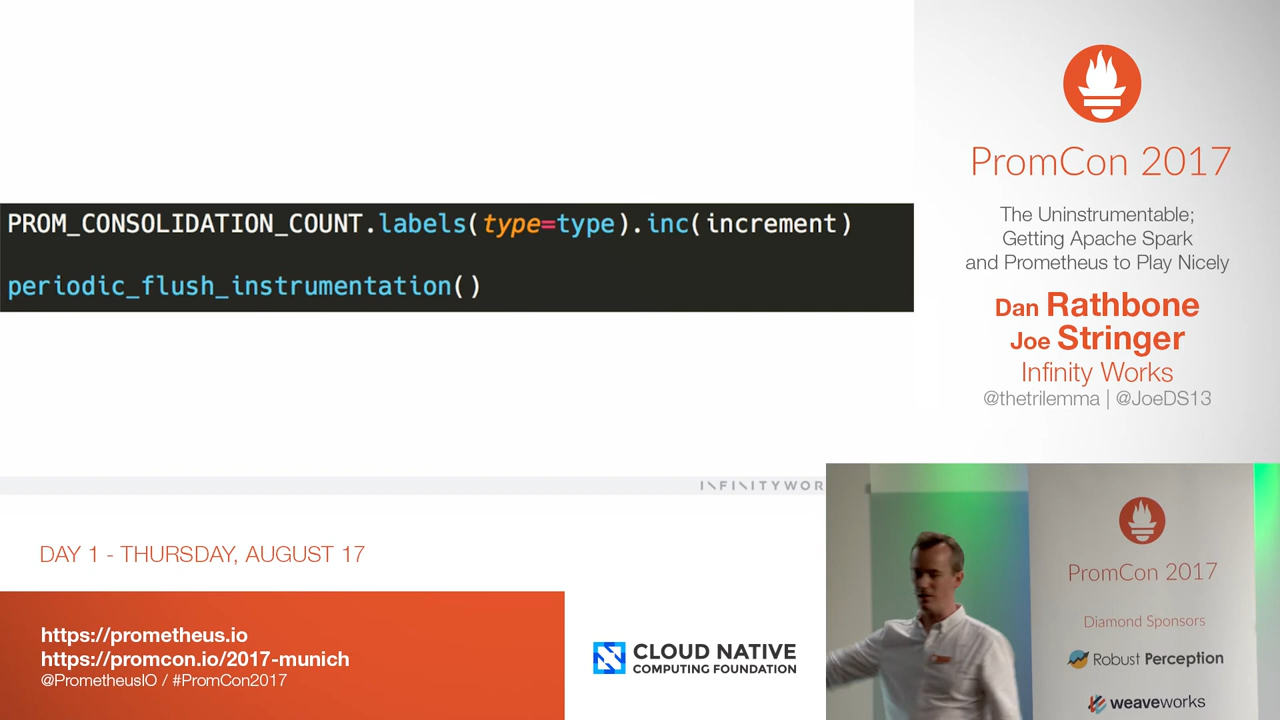 PROM_CONSOLIDATION_COUNT.labels(type=type).inc(increment)
periodic_flush_instrumentation()
INFINITYWOR
PromCon 2017
The Uninstrumentable;
Getting Apache Spark
and Prometheus to Play Nicely
Dan Rathbone
Joe Stringer
Infinity Works
@thetrilemma | @JoeDS13
DAY 1 - THURSDAY, AUGUST 17
https://prometheus.io
https://promcon.io/2017-munich
@PrometheusIO / #PromCon2017
CLOUD NATIVE
COMPUTING FOUNDATION
PromCon 2017
Diamond Sponsors
Robust Perception
weaveworks